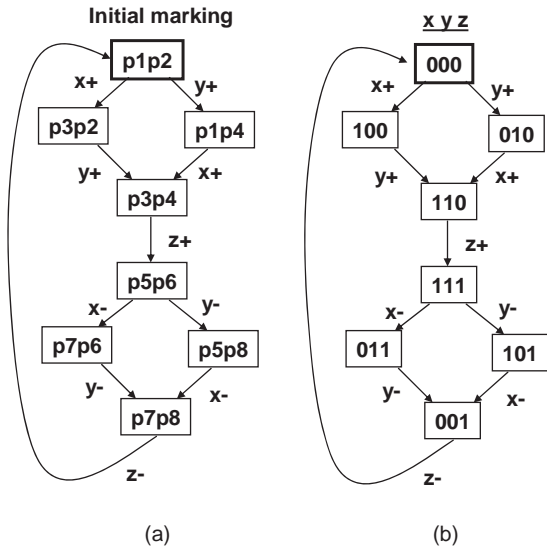 Initial marking
p1p2
x+
y+
p3p2
p1p4
y+
x+
p3p4
z+
p5p6
x-
y-
p7p6
p5p8
y-
x-
p7p8
z-
(a)
x y z
000
x+
y+
100
010
y+
x+
110
z+
111
x-
y-
011
101
y-
x-
001
z-
(b)